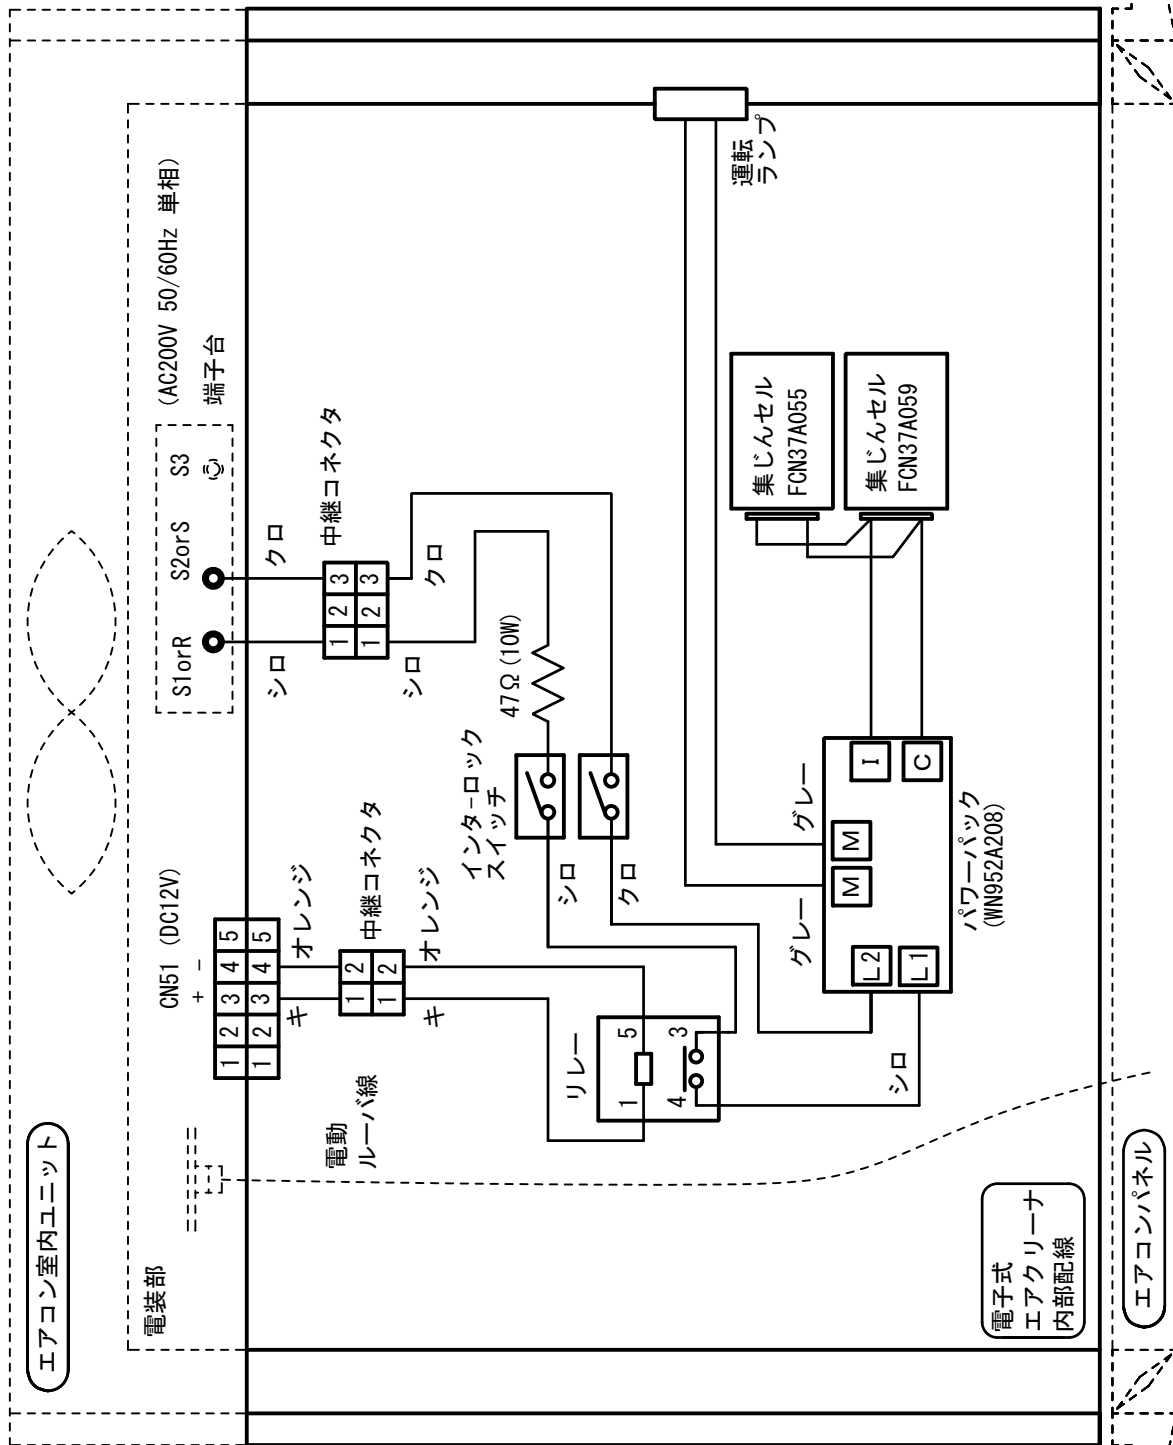 エアコン室内ユニット
電装部
CN51 (DC12V)
+ -
1 2 3 4 5
1 2 3 4 5
S1orR S2orS S3
(AC200V 50/60Hz 単相)
端子台
キ
オレンジ
シロ
クロ
電動
ルーバ線
中継コネクタ
1 2
1 2
中継コネクタ
1 2 3
1 2 3
キ
オレンジ
シロ
クロ
インターロック
スイッチ
47Ω(10W)
シロ
クロ
リレー
1 5
4 3
運転
ランプ
集じんセル
FCN37A055
集じんセル
FCN37A059
グレー
グレー
L2 M M I
L1 C
シロ
パワーパック
(WN952A208)
電子式
エアクリーナ
内部配線
エアコンパネル